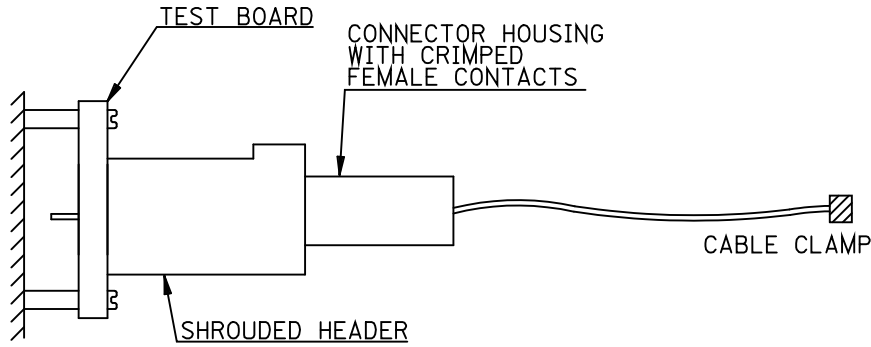 TEST BOARD
CONNECTOR HOUSING
WITH CRIMPED
FEMALE CONTACTS
CABLE CLAMP
SHROUDED HEADER